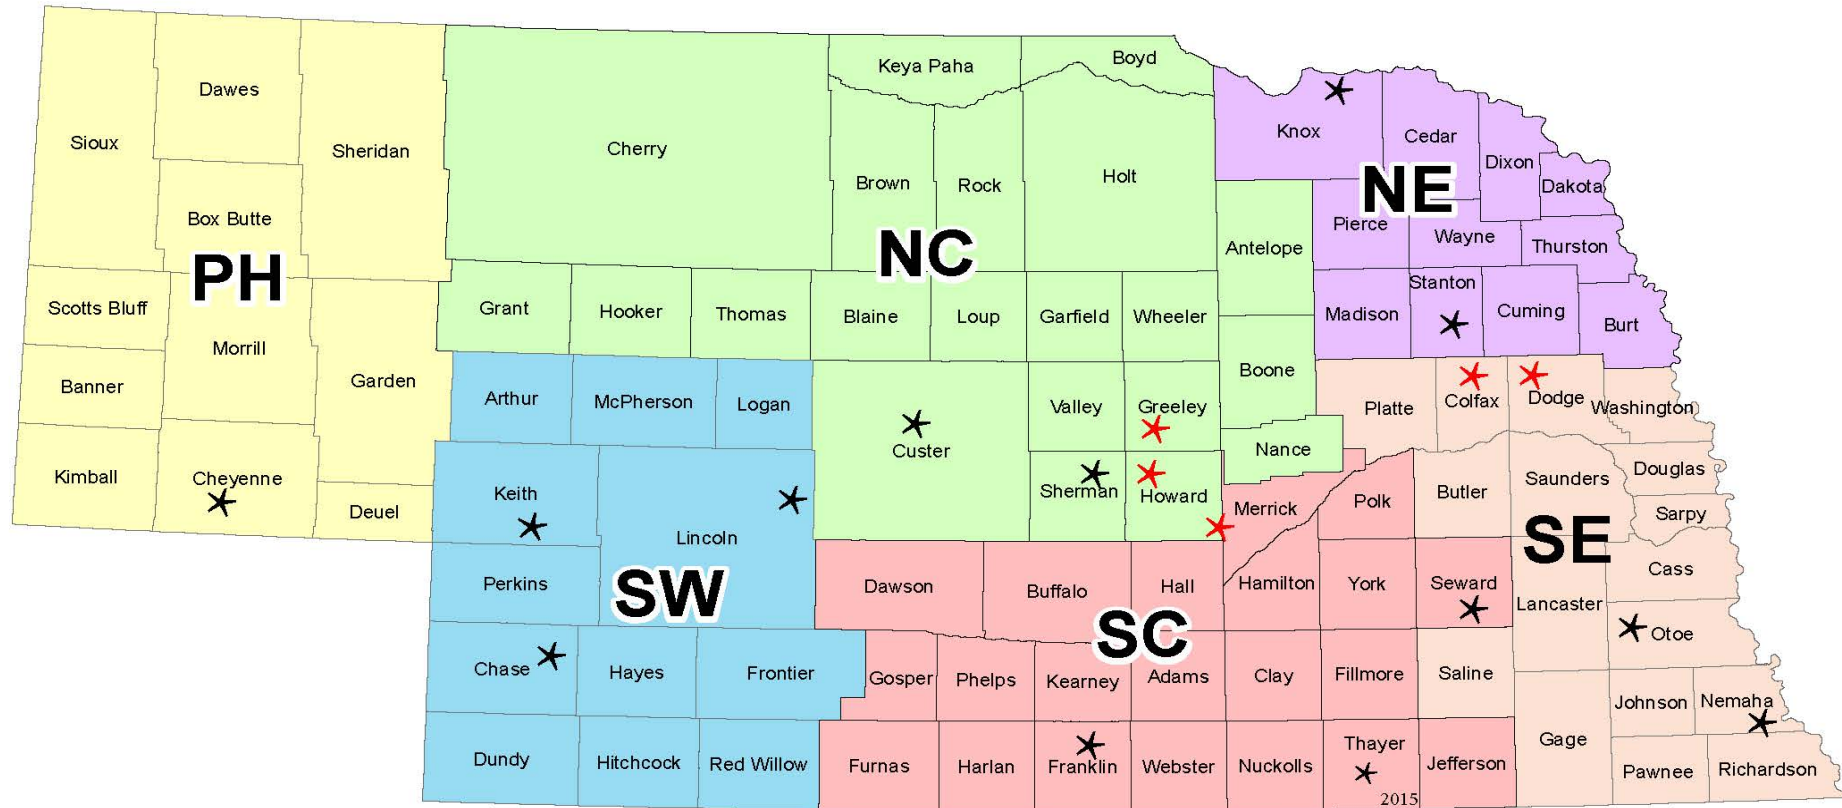 Keya Paha
Boyd
Dawes
Sioux
Sheridan
Cherry
Brown
Rock
Holt
Knox
Cedar
Dixon
Dakota
NE
Box Butte
Antelope
Pierce
Wayne
Thurston
PH
NC
Scotts Bluff
Grant
Hooker
Thomas
Blaine
Loup
Garfield
Wheeler
Madison
Stanton
Cuming
Burt
Morrill
Banner
Garden
Arthur
McPherson
Logan
Valley
Greeley
Boone
Platte
Colfax
Dodge
Washington
Custer
Nance
Kimball
Cheyenne
Deuel
Keith
Lincoln
Sherman
Howard
Merrick
Polk
Butler
Saunders
Douglas
Sarpy
SE
Perkins
SW
Dawson
Buffalo
Hall
Hamilton
York
Seward
Lancaster
Cass
Otoe
SC
Chase
Hayes
Frontier
Gosper
Phelps
Kearney
Adams
Clay
Fillmore
Saline
Johnson
Nemaha
Dundy
Hitchcock
Red Willow
Furnas
Harlan
Franklin
Webster
Nuckolls
Thayer
Jefferson
Gage
Pawnee
Richardson
2015